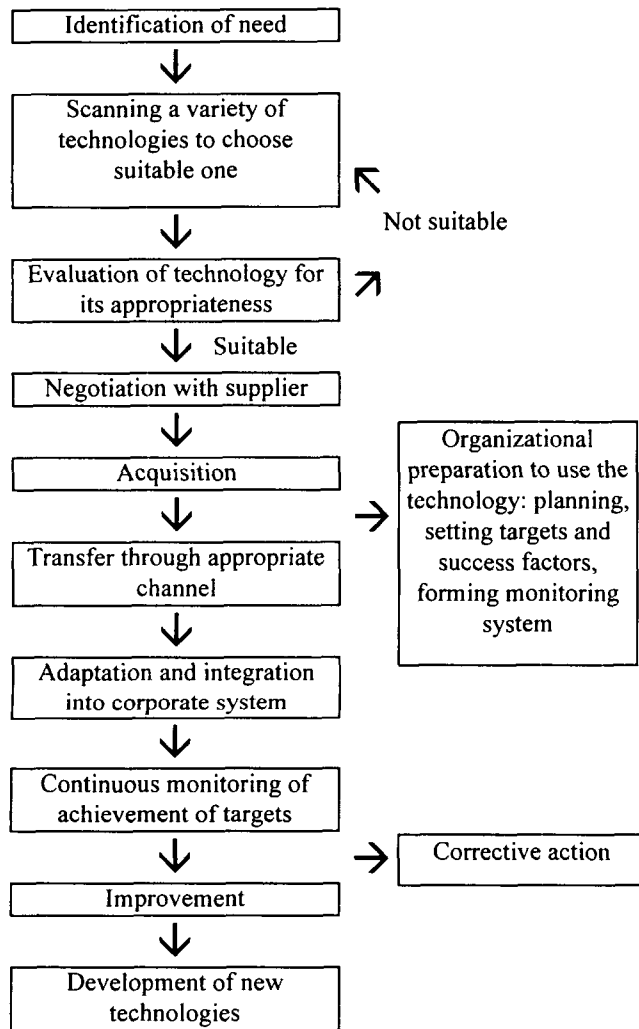 Identification of need
Scanning a variety of
technologies to choose
suitable one
Not suitable
Evaluation of technology for
its appropriateness
Suitable
Negotiation with supplier
Acquisition
Organizational
preparation to use the
technology: planning,
setting targets and
success factors,
forming monitoring
system
Transfer through appropriate
channel
Adaptation and integration
into corporate system
Continuous monitoring of
achievement of targets
Corrective action
Improvement
Development of new
technologies